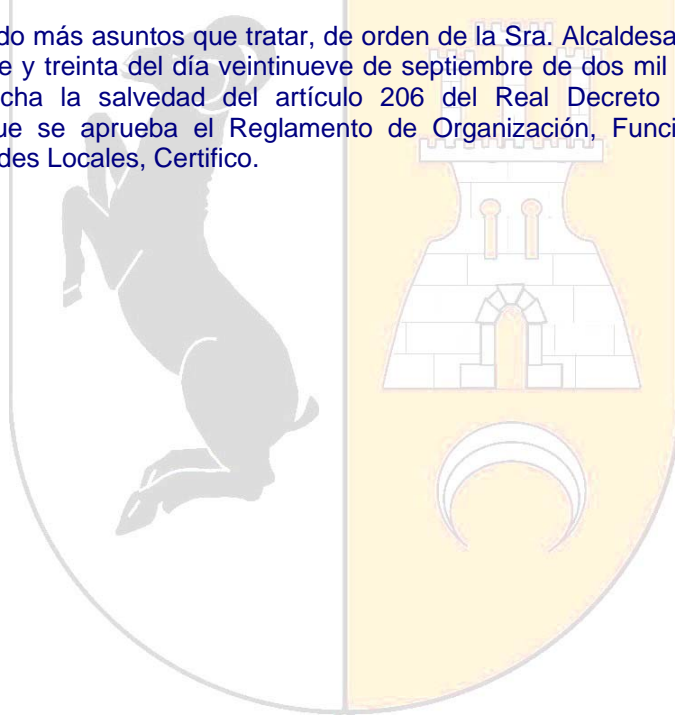 do más asuntos que tratar, de orden de la Sra. Alcaldesa
e y treinta del día veintinueve de septiembre de dos mil
cha la salvedad del artículo 206 del Real Decreto
ue se aprueba el Reglamento de Organización, Funci
des Locales, Certifico.